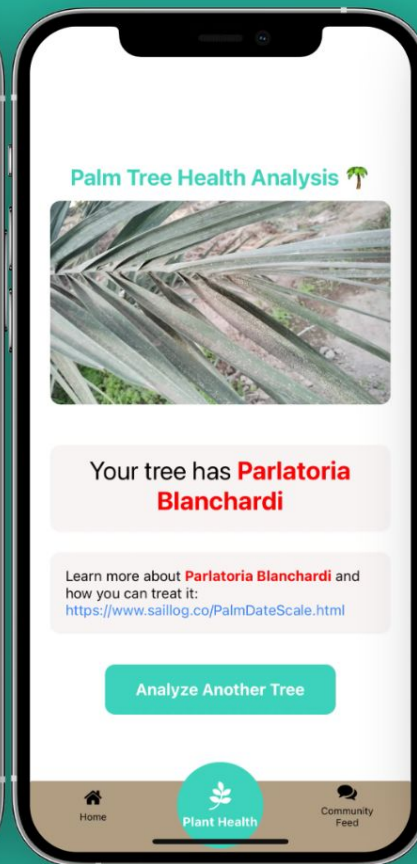 Palm Tree Health Analysis 🌴
Your tree has Parlatoria
Blanchardi
Learn more about Parlatoria Blanchardi and
how you can treat it:
https://www.saillog.co/PalmDateScale.html
Analyze Another Tree
Home
Plant Health
Community
Feed